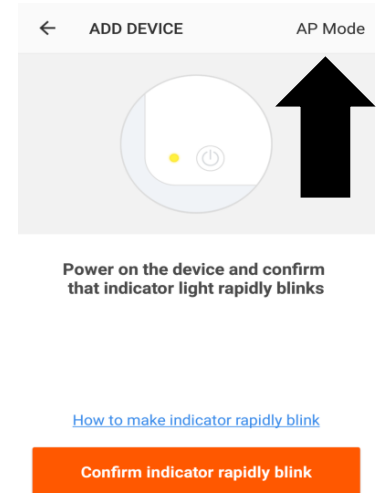 ADD DEVICE AP Mode
Power on the device and confirm
that indicator light rapidly blinks
How to make indicator rapidly blink
Confirm indicator rapidly blink